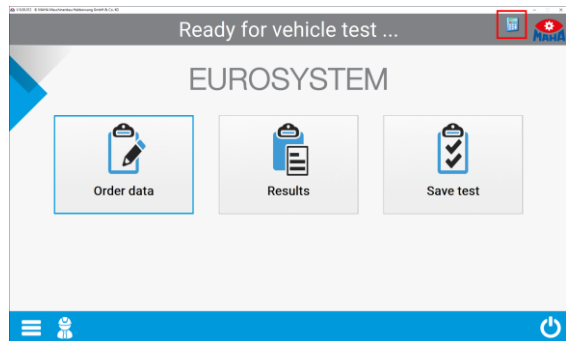 Ready for vehicle test ...
MAHA
EUROSYSTEM
Order data
Results
Save test